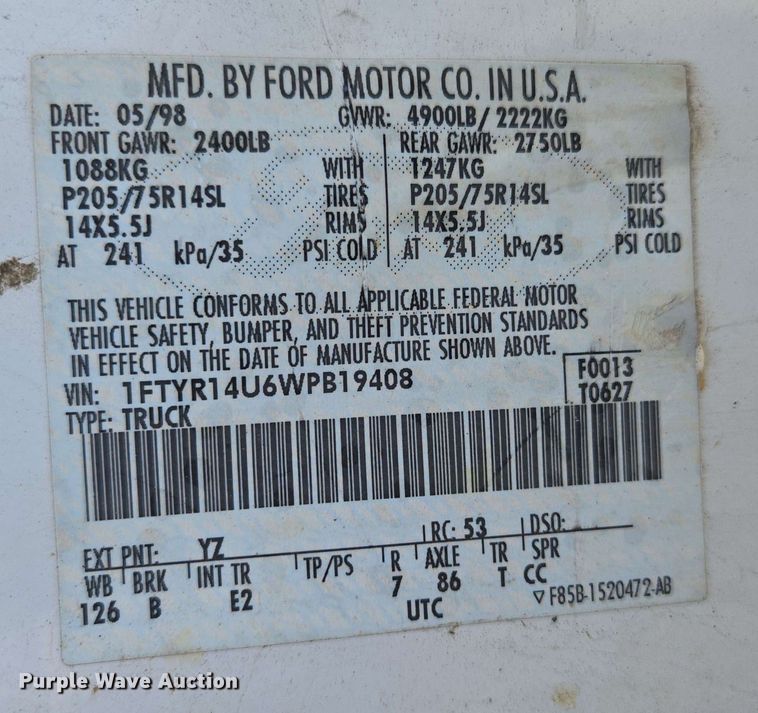 MFD. BY FORD MOTOR CO. IN U.S.A.
DATE: 05/98 GVWR: 4900LB/ 2222KG
FRONT GAWR: 2400LB REAR GAWR: 2750LB
1088KG WITH 1247KG WITH
P205/75R14SL TIRES P205/75R14SL TIRES
14X5.5J RIMS 14X5.5J RIMS
AT 241 kPa/35 PSI COLD AT 241 kPa/35 PSI COLD
THIS VEHICLE CONFORMS TO ALL APPLICABLE FEDERAL MOTOR
VEHICLE SAFETY, BUMPER, AND THEFT PREVENTION STANDARDS
IN EFFECT ON THE DATE OF MANUFACTURE SHOWN ABOVE.
VIN: 1FTYR14U6WPB19408 F0013
TYPE: TRUCK T0627
EXT PNT: YZ RC: 53 DSO:
WB BRK INT TR TP/PS R AXLE TR SPR
126 B E2 7 86 T CC
UTC ▽F85B-1520472-AB
Purple Wave Auction